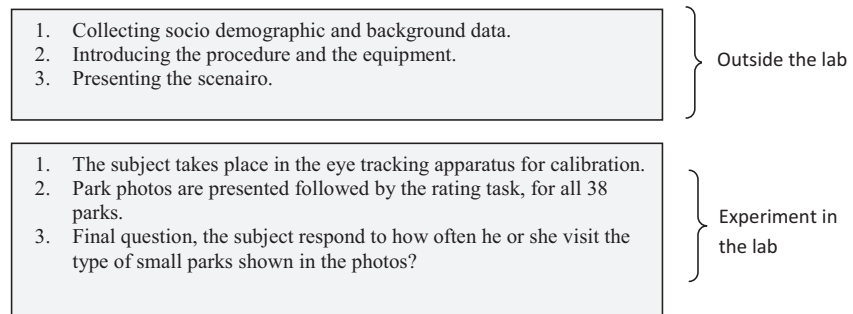 1. Collecting socio demographic and background data.
2. Introducing the procedure and the equipment.
3. Presenting the scenairo.
Outside the lab
1. The subject takes place in the eye tracking apparatus for calibration.
2. Park photos are presented followed by the rating task, for all 38
parks.
3. Final question, the subject respond to how often he or she visit the
type of small parks shown in the photos?
Experiment in
the lab